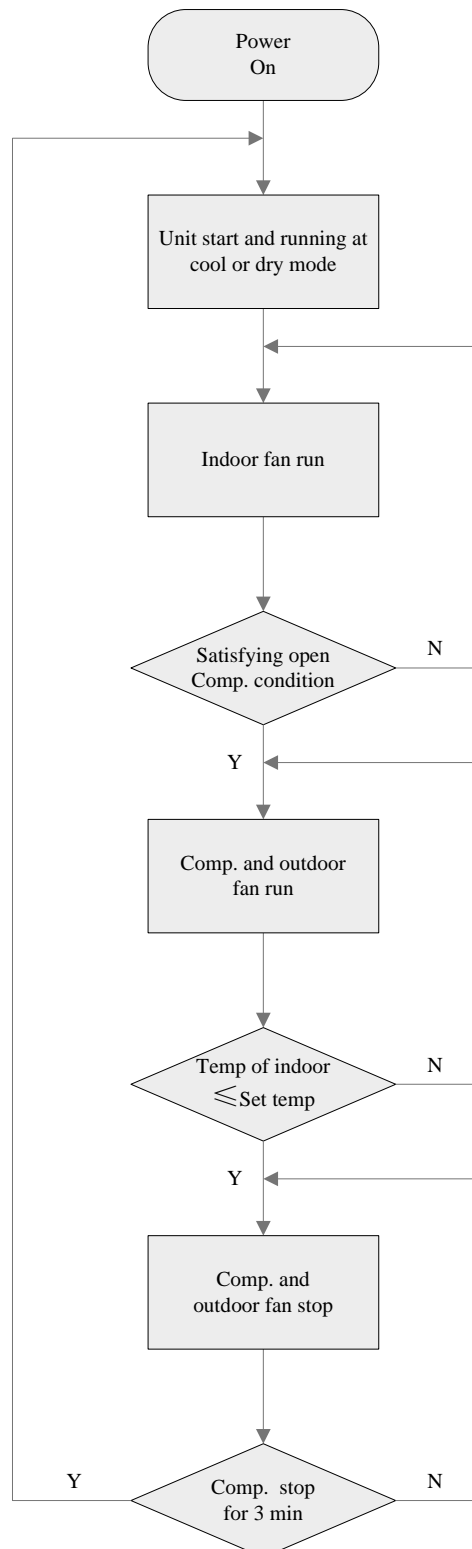 Power
On
Unit start and running at
cool or dry mode
Indoor fan run
Satisfying open
Comp. condition
N
Y
Comp. and outdoor
fan run
Temp of indoor
≤Set temp
N
Y
Comp. and
outdoor fan stop
Y
Comp. stop
for 3 min
N